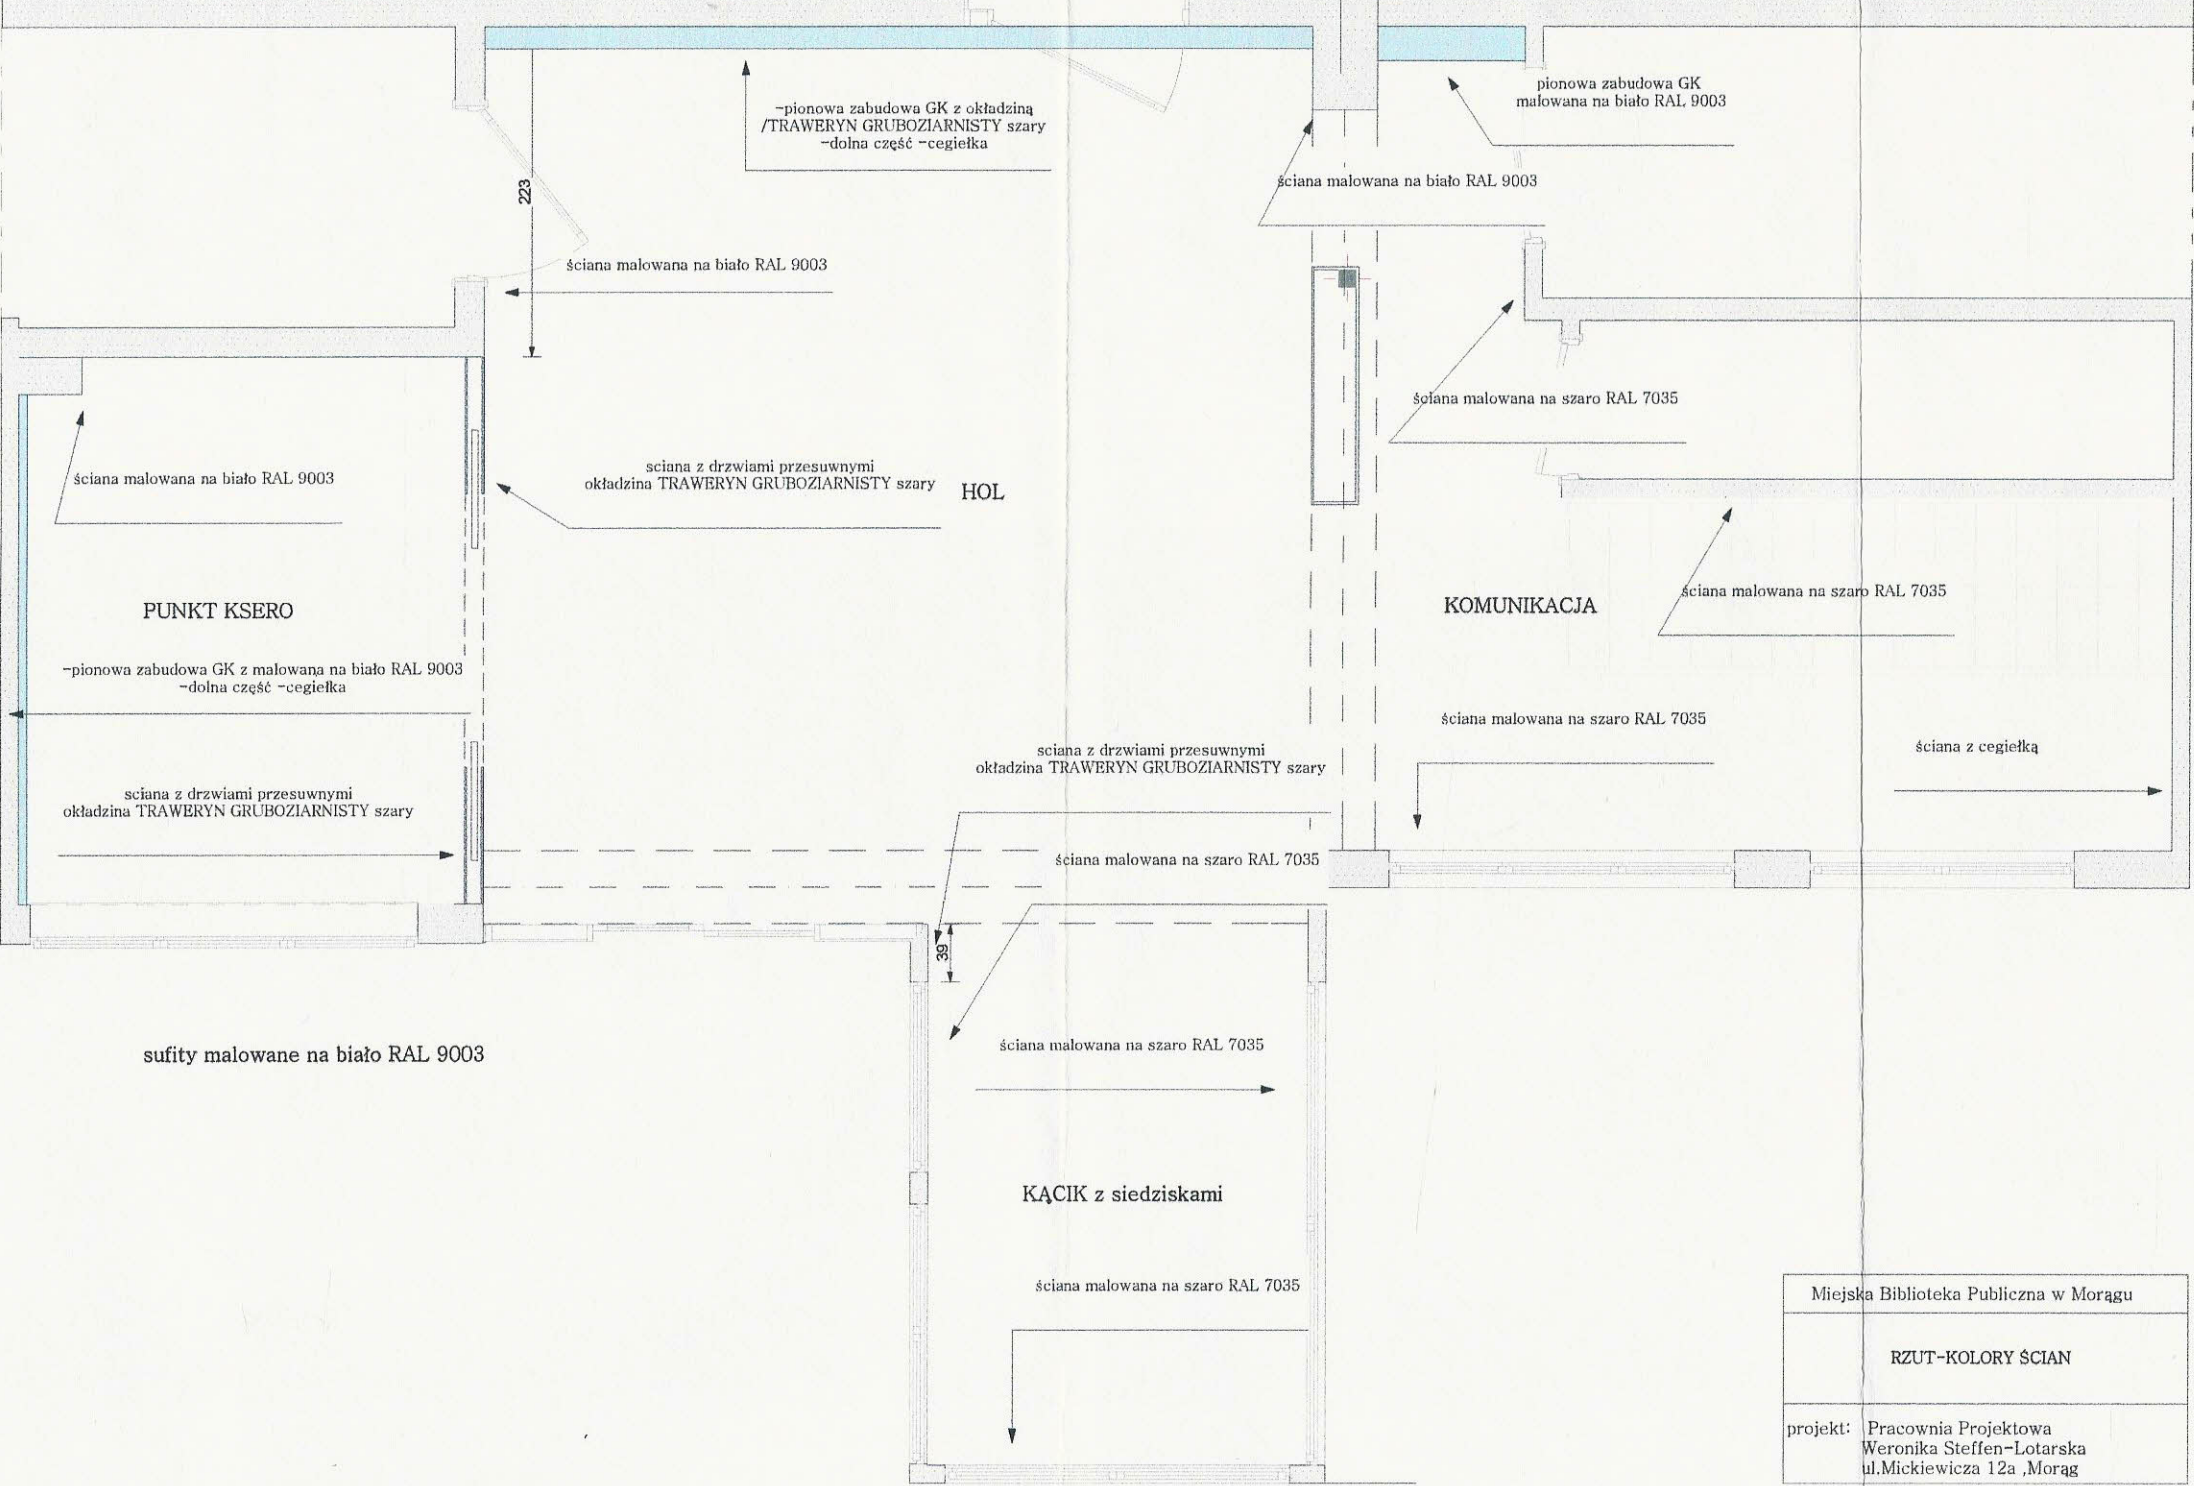 -pionowa zabudowa GK z okładziną
/TRAWERYN GRUBOZIARNISTY szary
-dolna część -cegiełka
pionowa zabudowa GK
malowana na biało RAL 9003
223
ściana malowana na biało RAL 9003
ściana malowana na biało RAL 9003
ściana malowana na szaro RAL 7035
ściana malowana na biało RAL 9003
sciana z drzwiami przesuwnymi
okładzina TRAWERYN GRUBOZIARNISTY szary
HOL
PUNKT KSERO
KOMUNIKACJA
ściana malowana na szaro RAL 7035
-pionowa zabudowa GK z malowaną na biało RAL 9003
-dolna część -cegiełka
ściana malowana na szaro RAL 7035
ściana z cegiełką
sciana z drzwiami przesuwnymi
okładzina TRAWERYN GRUBOZIARNISTY szary
sciana z drzwiami przesuwnymi
okładzina TRAWERYN GRUBOZIARNISTY szary
ściana malowana na szaro RAL 7035
39
sufity malowane na biało RAL 9003
ściana malowana na szaro RAL 7035
KĄCIK z siedziskami
ściana malowana na szaro RAL 7035
Miejska Biblioteka Publiczna w Morągu
RZUT-KOLORY ŚCIAN
projekt: Pracownia Projektowa
Weronika Steffen-Lotarska
ul.Mickiewicza 12a ,Morąg